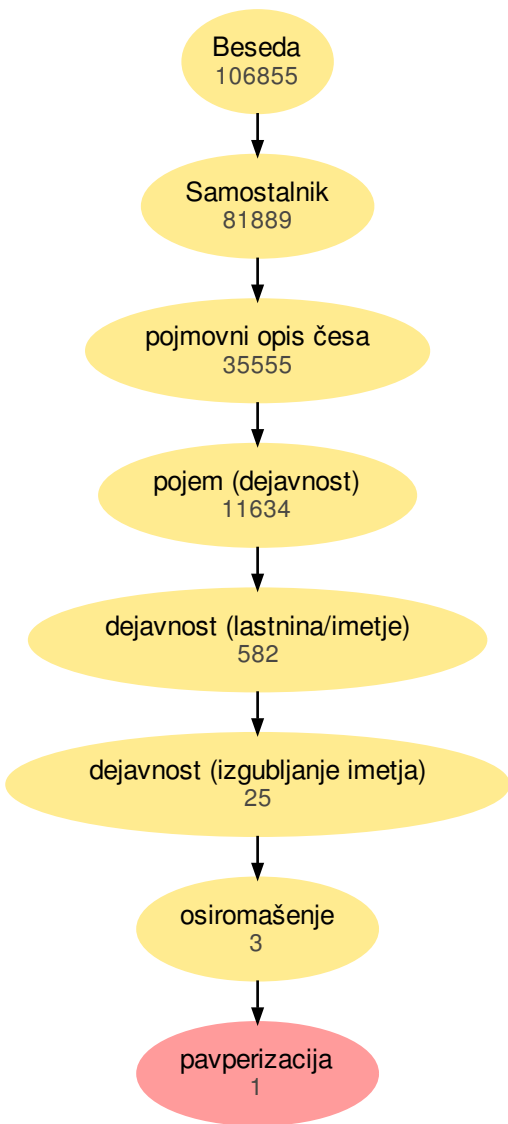 Beseda
106855
Samostalnik
81889
pojmovni opis česa
35555
pojem (dejavnost)
11634
dejavnost (lastnina/imetje)
582
dejavnost (izgubljanje imetja)
25
osiromašenje
3
pavperizacija
1